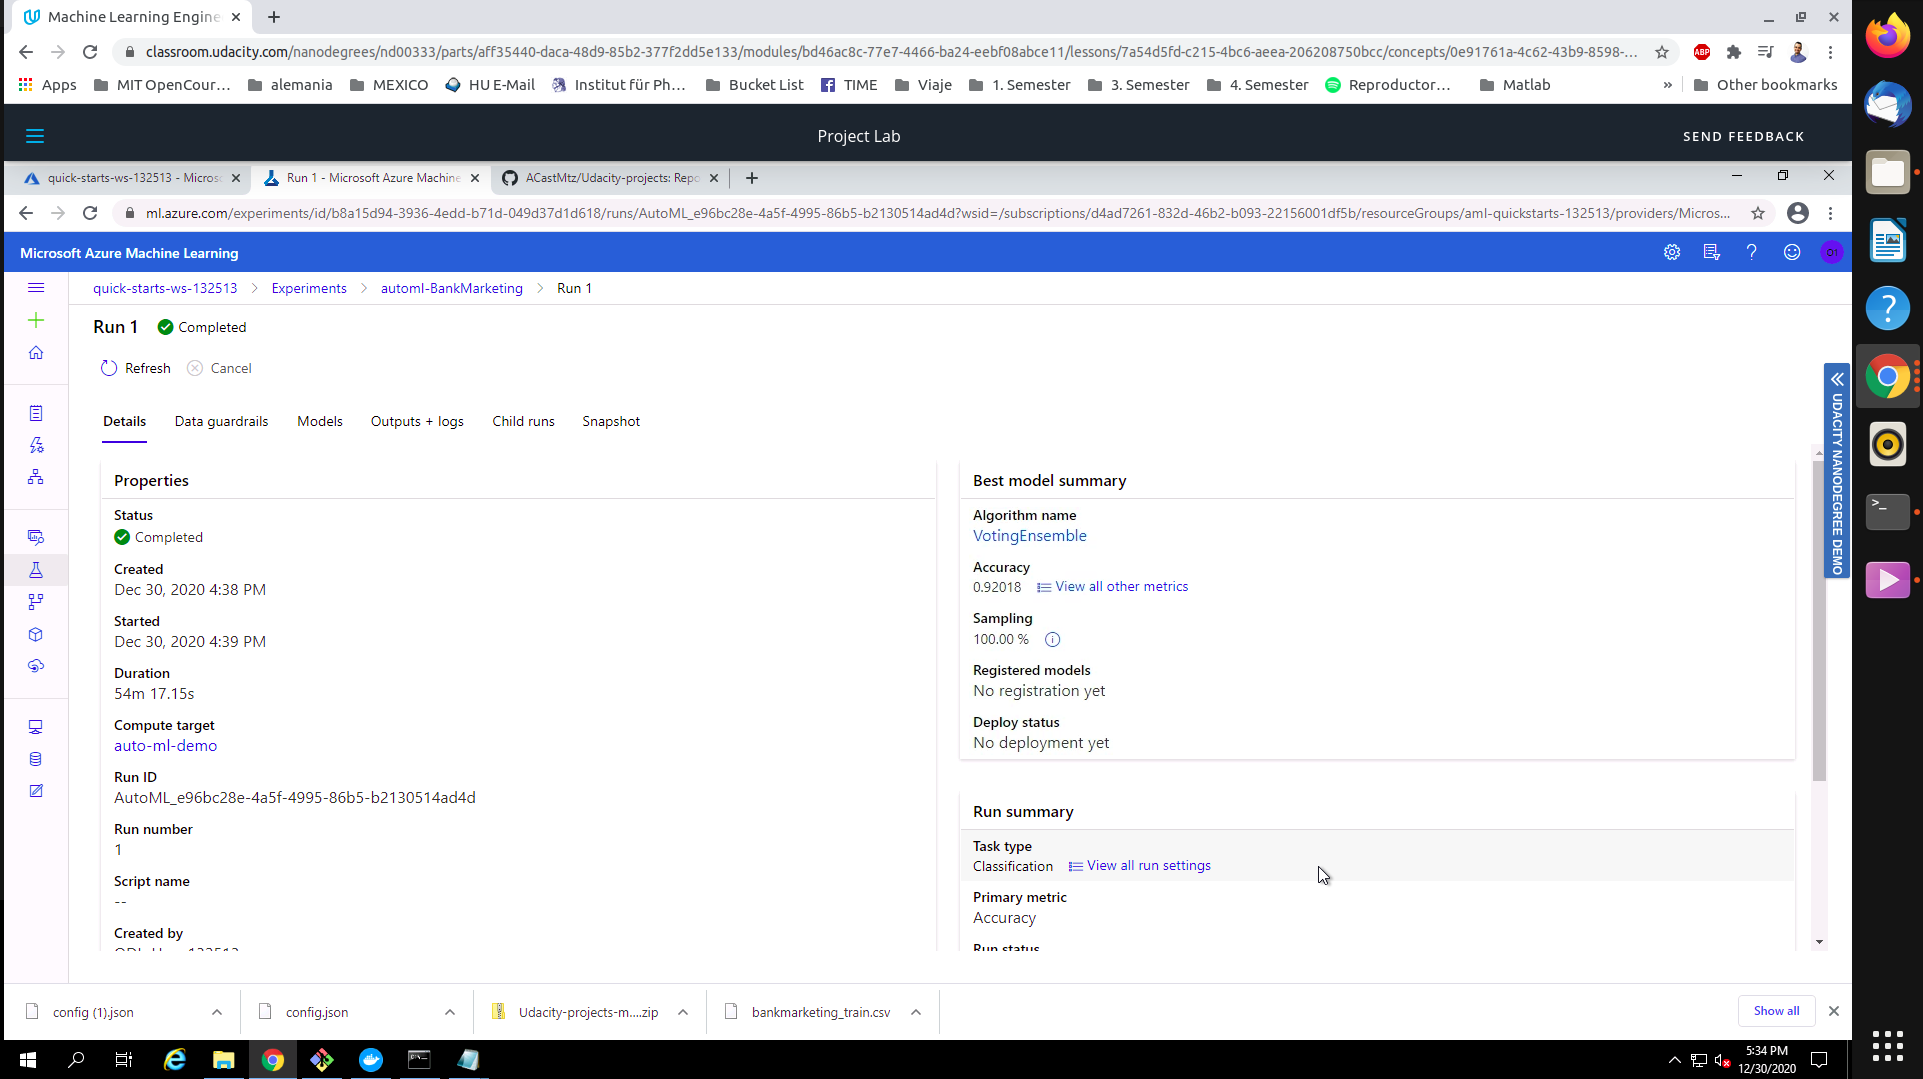 Machine Learning Engine
classroom.udacity.com/nanodegrees/nd00333/parts/aff35440-daca-48d9-85b2-377f2dd5e133/modules/bd46ac8c-77e7-4466-ba24-eebf08abce11/lessons/7a54d5fd-c215-4bc6-aeea-206208750bcc/concepts/0e91761a-4c62-43b9-8598-...
ABP
Apps MIT OpenCour... alemania MEXICO HU E-Mail Institut für Ph... Bucket List TIME Viaje 1. Semester 3. Semester 4. Semester Reproductor... Matlab » Other bookmarks
Project Lab
SEND FEEDBACK
quick-starts-ws-132513 - Micros
Run 1 - Microsoft Azure Machine
ACastMtz/Udacity-projects: Repo
ml.azure.com/experiments/id/b8a15d94-3936-4edd-b71d-049d37d1d618/runs/AutoML_e96bc28e-4a5f-4995-86b5-b2130514ad4d?wsid=/subscriptions/d4ad7261-832d-46b2-b093-22156001df5b/resourceGroups/aml-quickstarts-132513/providers/Micros...
Microsoft Azure Machine Learning
quick-starts-ws-132513 > Experiments > automl-BankMarketing > Run 1
Run 1 Completed
Refresh Cancel
Details Data guardrails Models Outputs + logs Child runs Snapshot
Properties
Status
Completed
Created
Dec 30, 2020 4:38 PM
Started
Dec 30, 2020 4:39 PM
Duration
54m 17.15s
Compute target
auto-ml-demo
Run ID
AutoML_e96bc28e-4a5f-4995-86b5-b2130514ad4d
Run number
1
Script name
--
Created by
Best model summary
Algorithm name
VotingEnsemble
Accuracy
0.92018 View all other metrics
Sampling
100.00 %
Registered models
No registration yet
Deploy status
No deployment yet
Run summary
Task type
Classification View all run settings
Primary metric
Accuracy
Run status
UDACITY NANODEGREE DEMO
config (1).json
config.json
Udacity-projects-m....zip
bankmarketing_train.csv
Show all
5:34 PM
12/30/2020